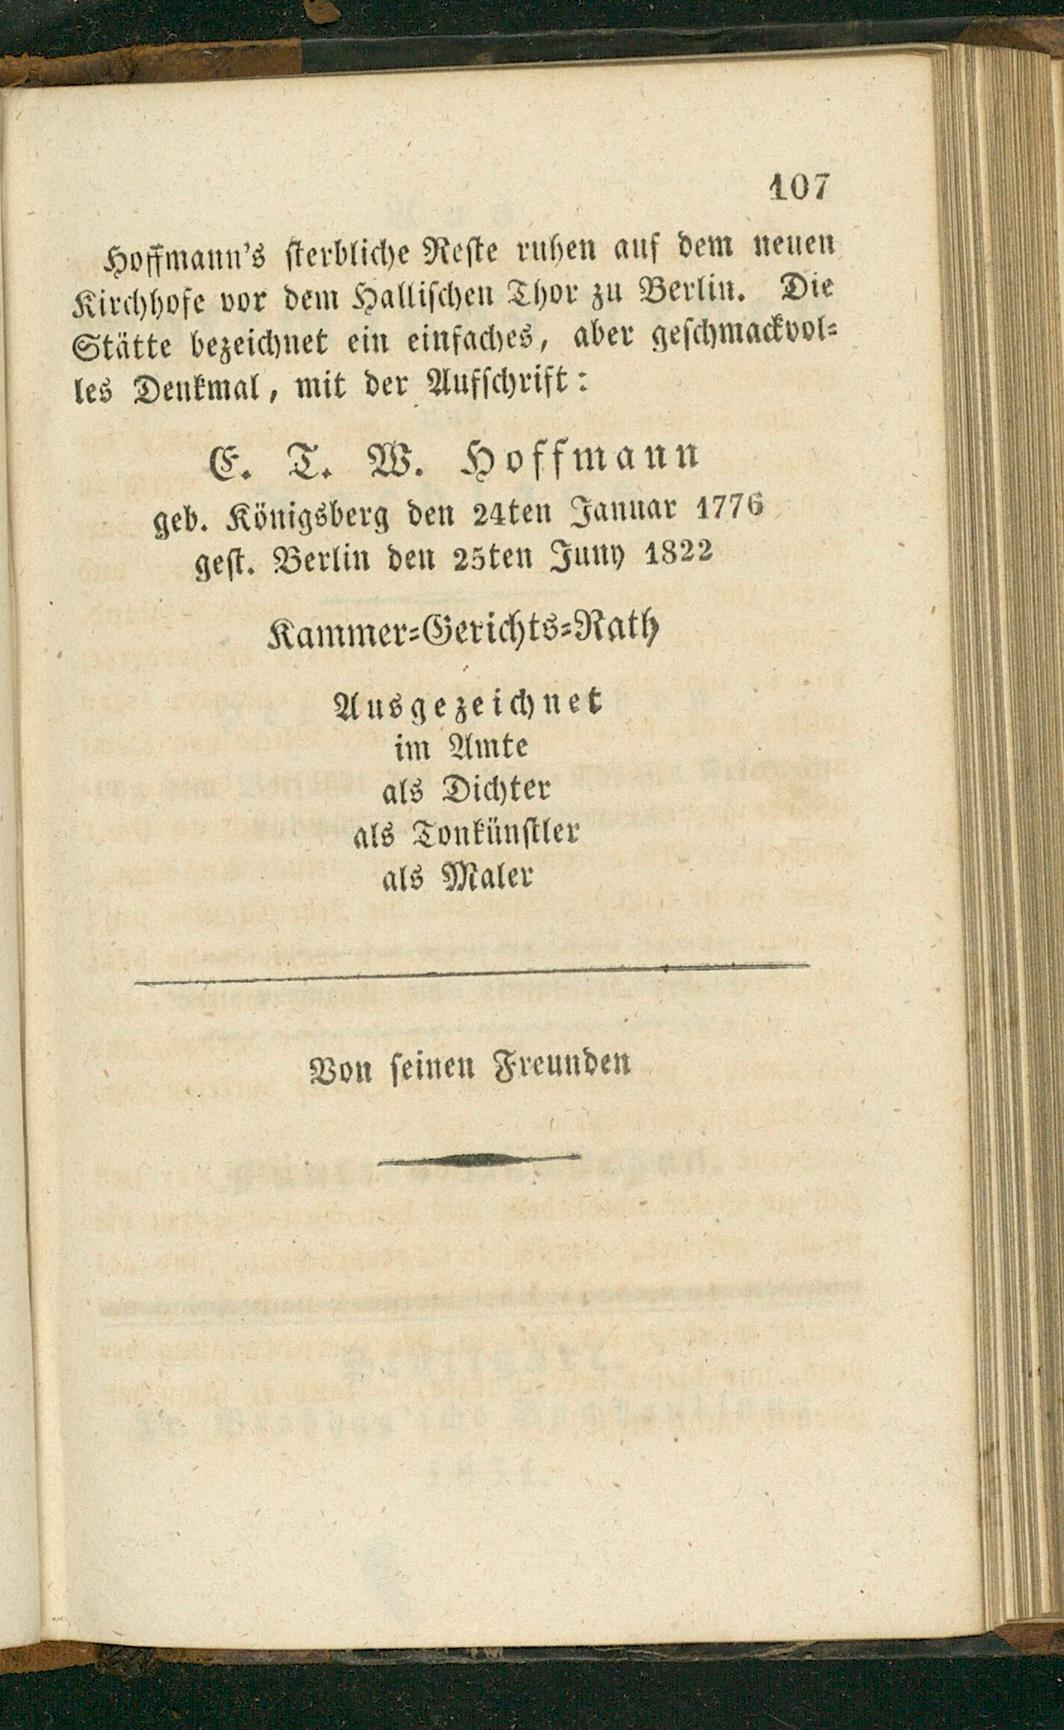 107
Hoffmann's sterbliche Reste ruhen auf dem neuen
Kirchhofe vor dem Hallischen Thor zu Berlin. Die
Stätte bezeichnet ein einfaches, aber geschmackvol=
les Denkmal, mit der Aufschrift:
E. T. W. Hoffmann
geb. Königsberg den 24ten Januar 1776
gest. Berlin den 25ten Juny 1822
Kammer=Gerichts=Rath
Ausgezeichnet
im Amte
als Dichter
als Tonkünstler
als Maler
Von seinen Freunden